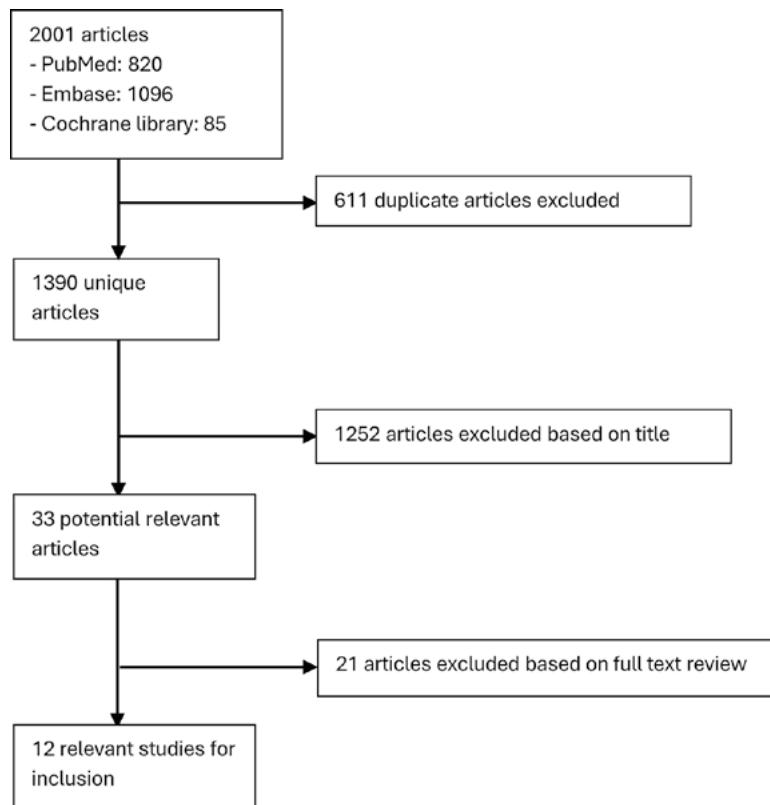 2001 articles
- PubMed: 820
- Embase: 1096
- Cochrane library: 85
611 duplicate articles excluded
1390 unique
articles
1252 articles excluded based on title
33 potential relevant
articles
21 articles excluded based on full text review
12 relevant studies for
inclusion